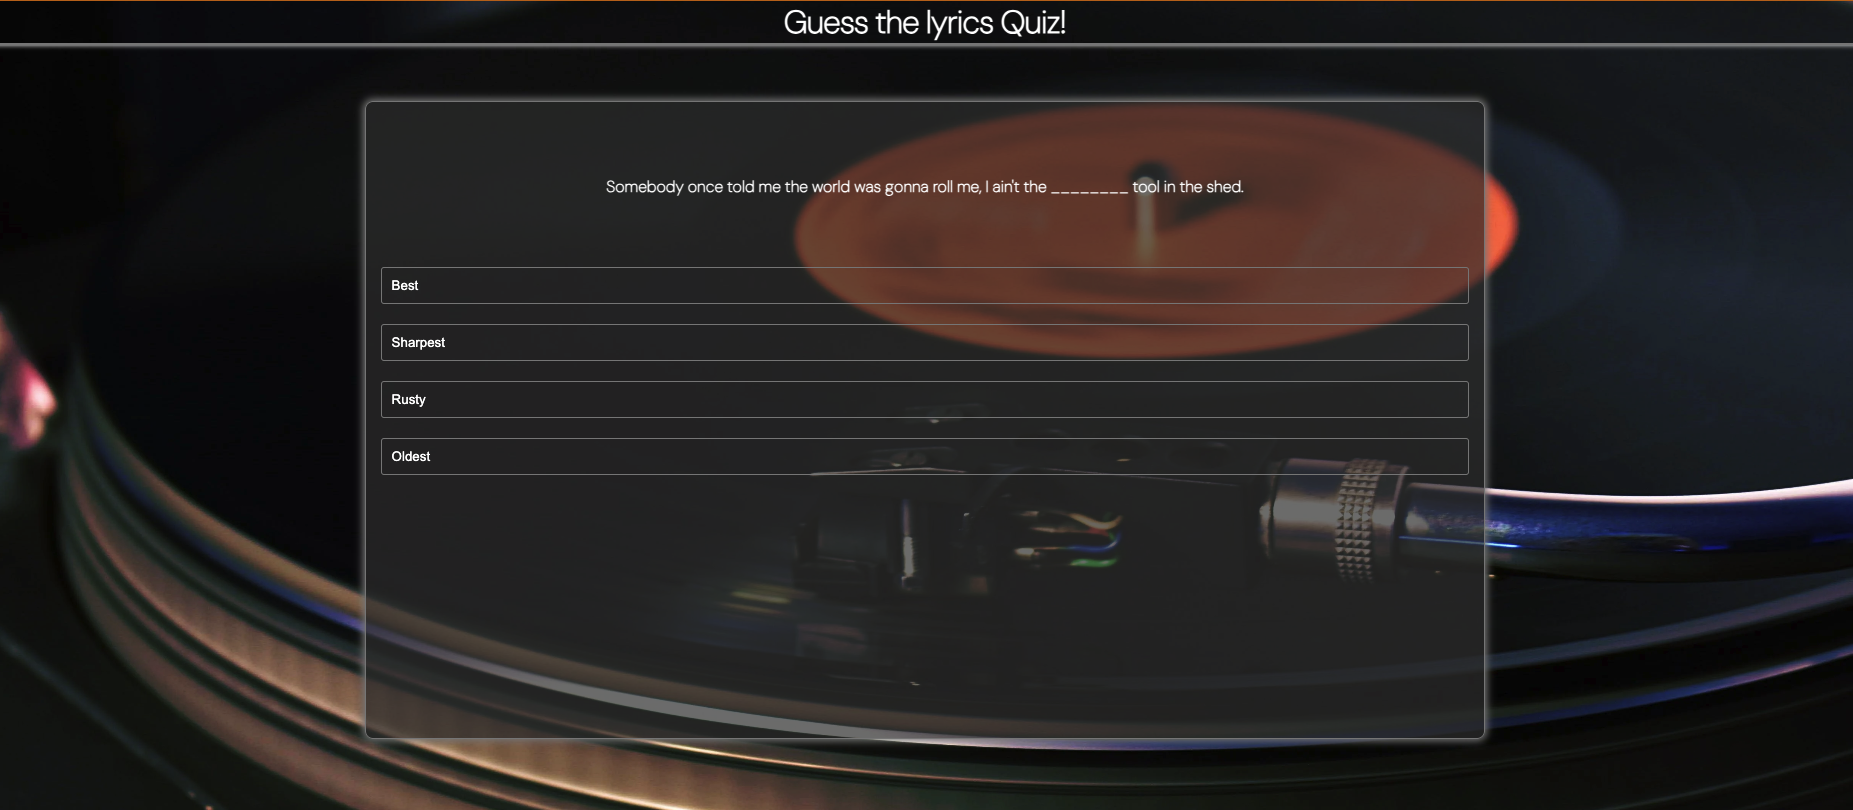 Guess the lyrics Quiz!
Somebody once told me the world was gonna roll me, I ain't the ________ tool in the shed.
Best
Sharpest
Rusty
Oldest